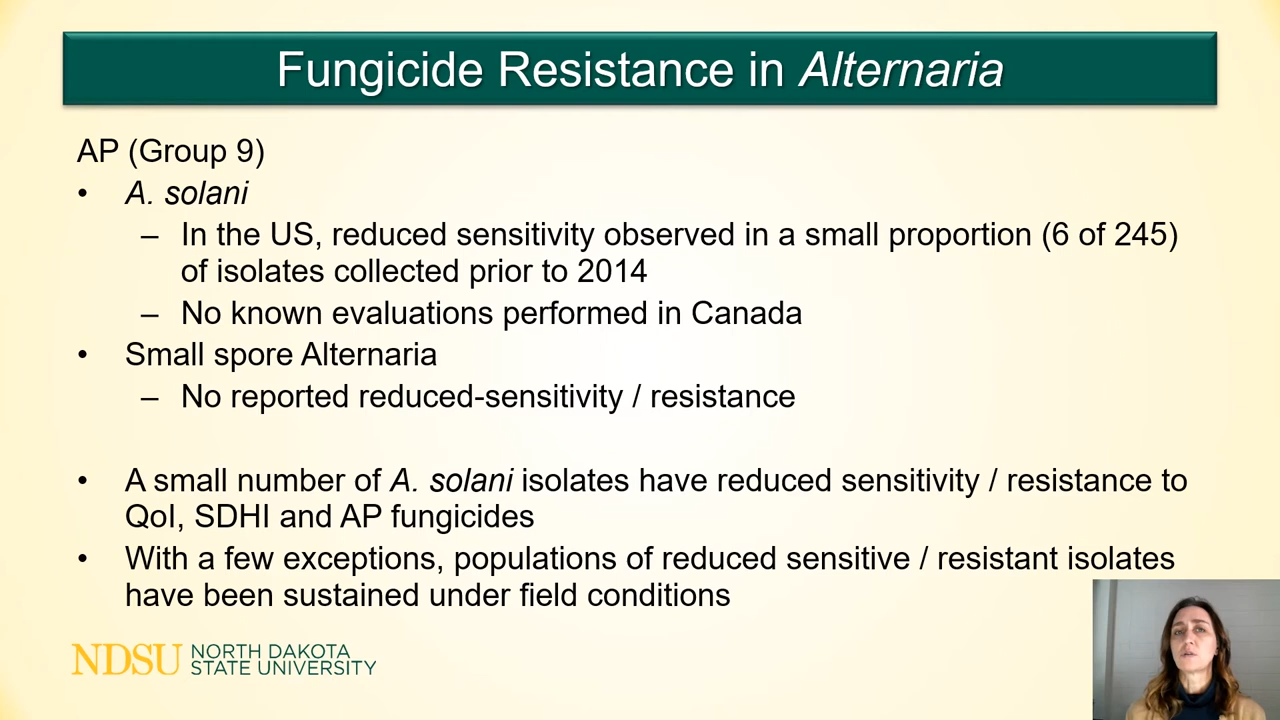 Fungicide Resistance in Alternaria
AP (Group 9)
• A. solani
– In the US, reduced sensitivity observed in a small proportion (6 of 245)
of isolates collected prior to 2014
– No known evaluations performed in Canada
• Small spore Alternaria
– No reported reduced-sensitivity / resistance
• A small number of A. solani isolates have reduced sensitivity / resistance to
QoI, SDHI and AP fungicides
• With a few exceptions, populations of reduced sensitive / resistant isolates
have been sustained under field conditions
NDSU NORTH DAKOTA
STATE UNIVERSITY